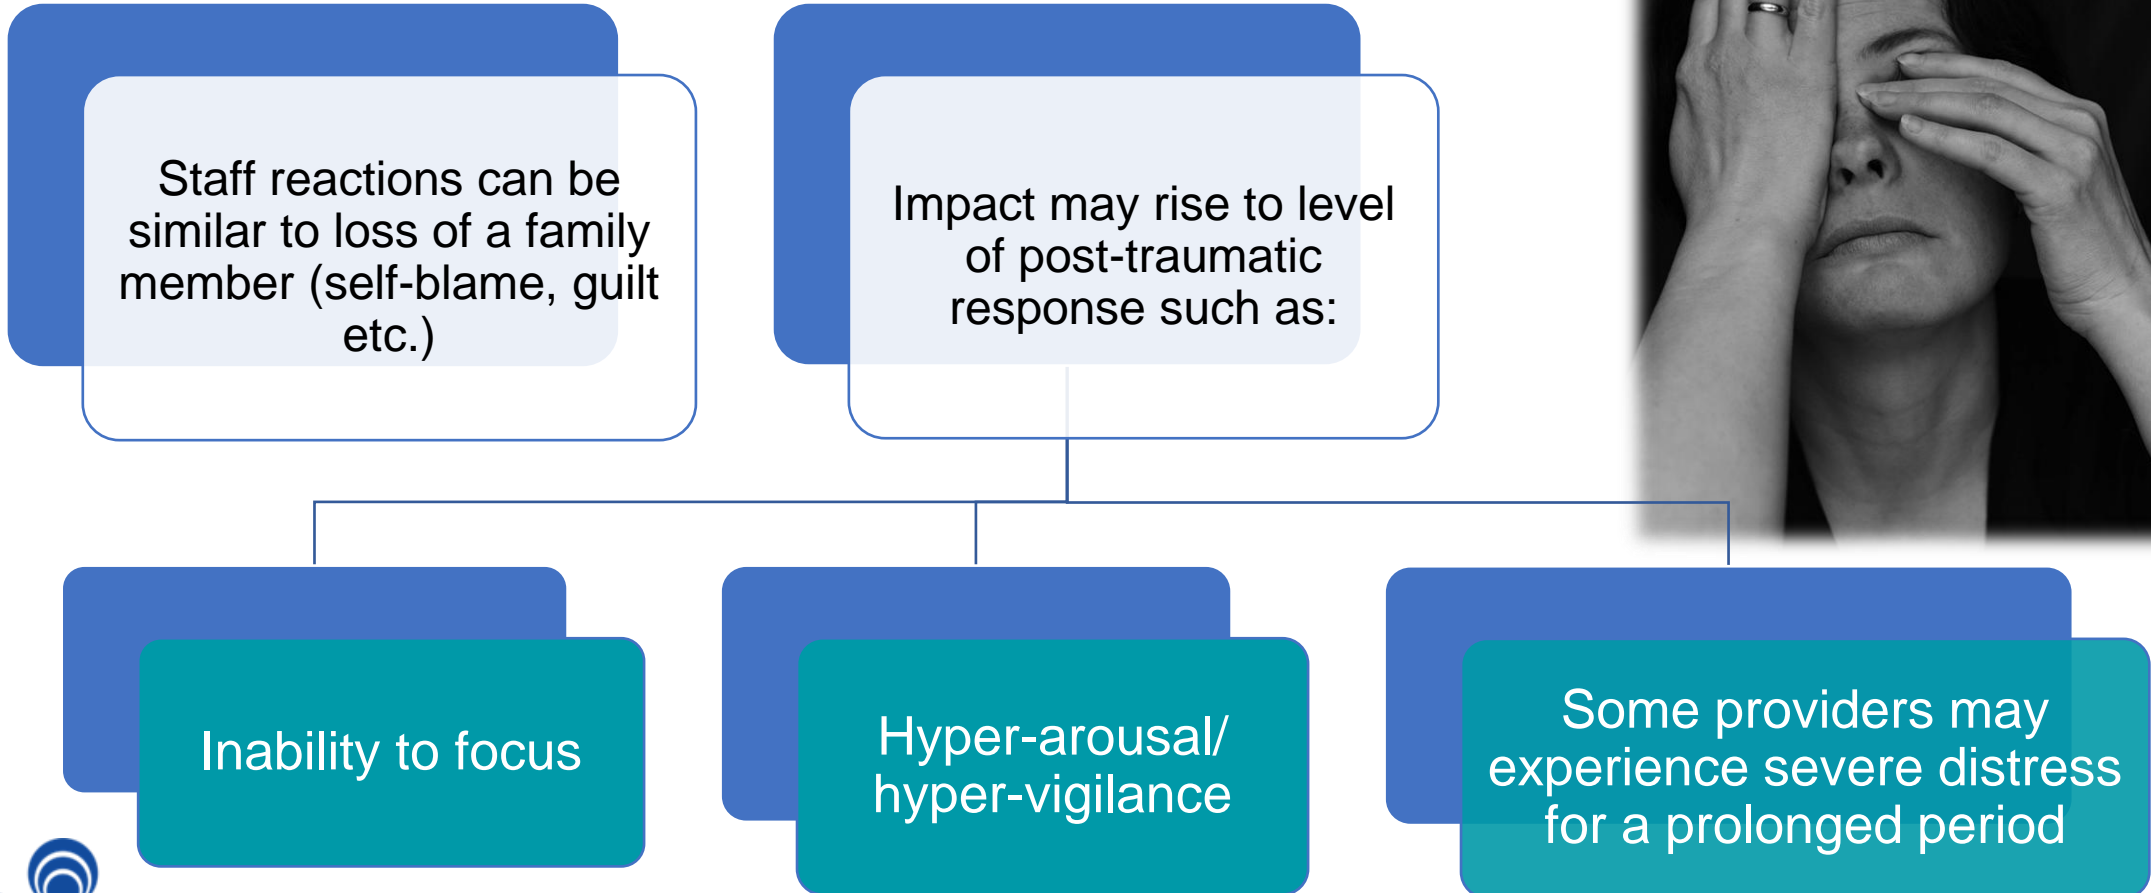 Staff reactions can be
similar to loss of a family
member (self-blame, guilt
etc.)
Impact may rise to level
of post-traumatic
response such as:
Inability to focus
Hyper-arousal/
hyper-vigilance
Some providers may
experience severe distress
for a prolonged period